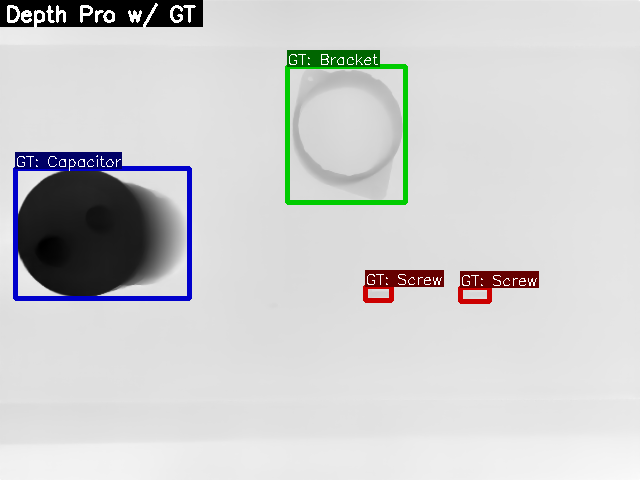 Depth Pro w/ GT
GT: Bracket
GT: Capacitor
GT: Screw
GT: Screw